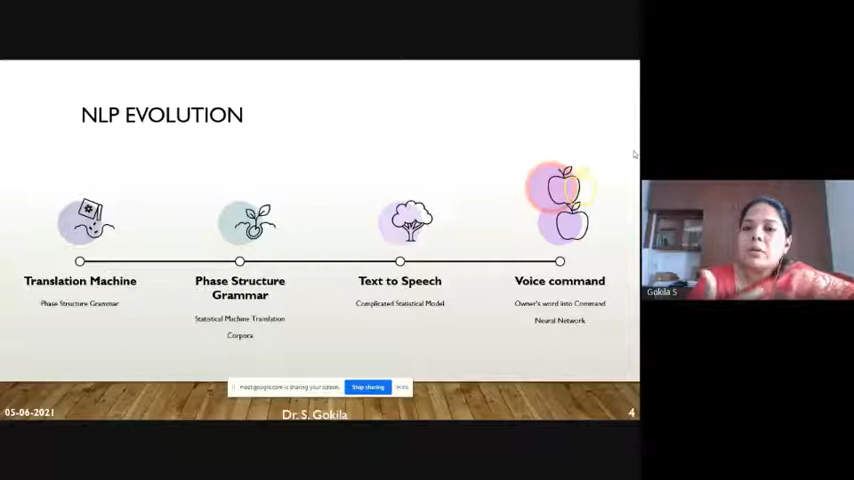 NLP EVOLUTION
Translation Machine
Phase Structure Grammar
Phase Structure
Grammar
Statistical Machine Translation
Corpora
Text to Speech
Complicated Statistical Model
Voice command
Owner's word into Command
Neural Network
meet.google.com is sharing your screen.
Stop sharing
Hide
05-06-2021
Dr. S. Gokila
4
Gokila S